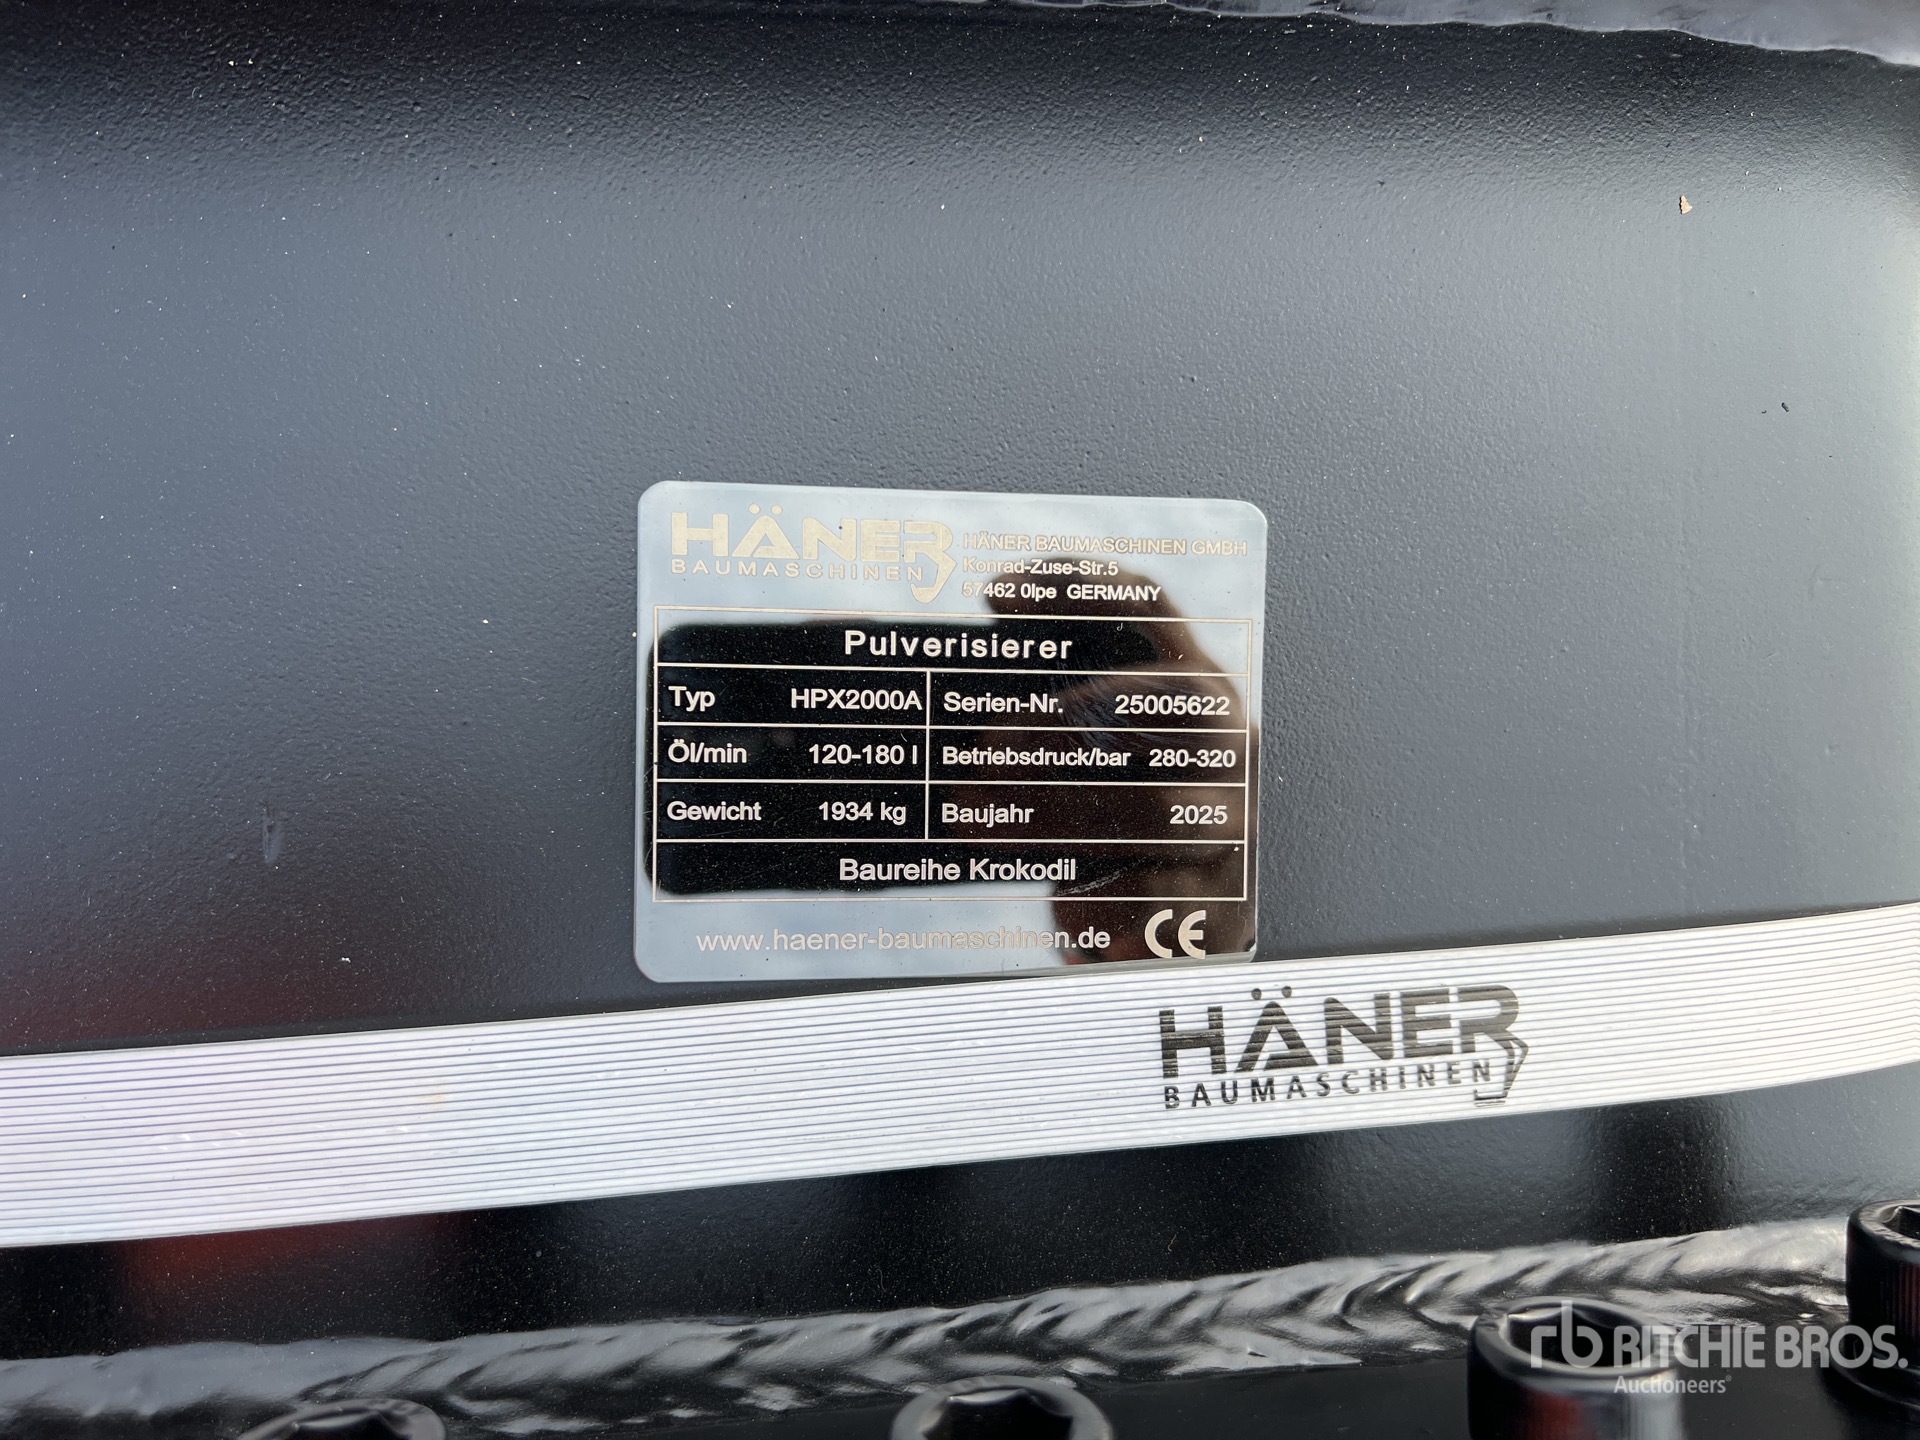 HÄNER
BAUMASCHINEN
HÄNER BAUMASCHINEN GMBH
Konrad-Zuse-Str.5
57462 Olpe GERMANY
Pulverisierer
Typ HPX2000A Serien-Nr. 25005622
Öl/min 120-180 l Betriebsdruck/bar 280-320
Gewicht 1934 kg Baujahr 2025
Baureihe Krokodil
www.haener-baumaschinen.de CE
HÄNER
BAUMASCHINEN
rb RITCHIE BROS.
Auctioneers®